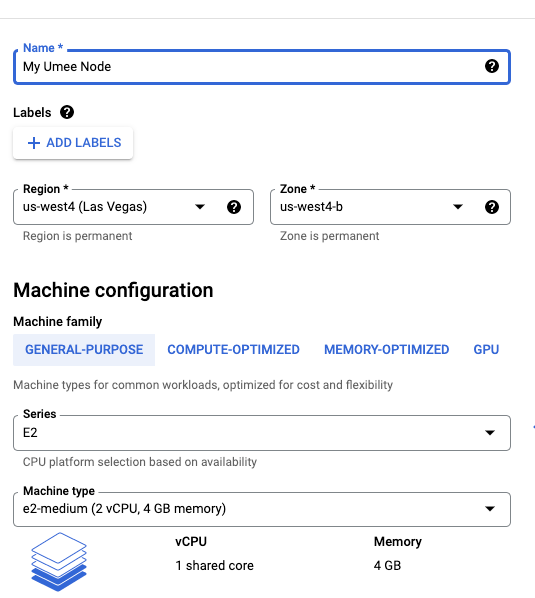 Name *
My Umee Node
Labels
ADD LABELS
Region * Zone *
us-west4 (Las Vegas) us-west4-b
Region is permanent Zone is permanent
Machine configuration
Machine family
GENERAL-PURPOSE COMPUTE-OPTIMIZED MEMORY-OPTIMIZED GPU
Machine types for common workloads, optimized for cost and flexibility
Series
E2
CPU platform selection based on availability
Machine type
e2-medium (2 vCPU, 4 GB memory)
vCPU Memory
1 shared core 4 GB